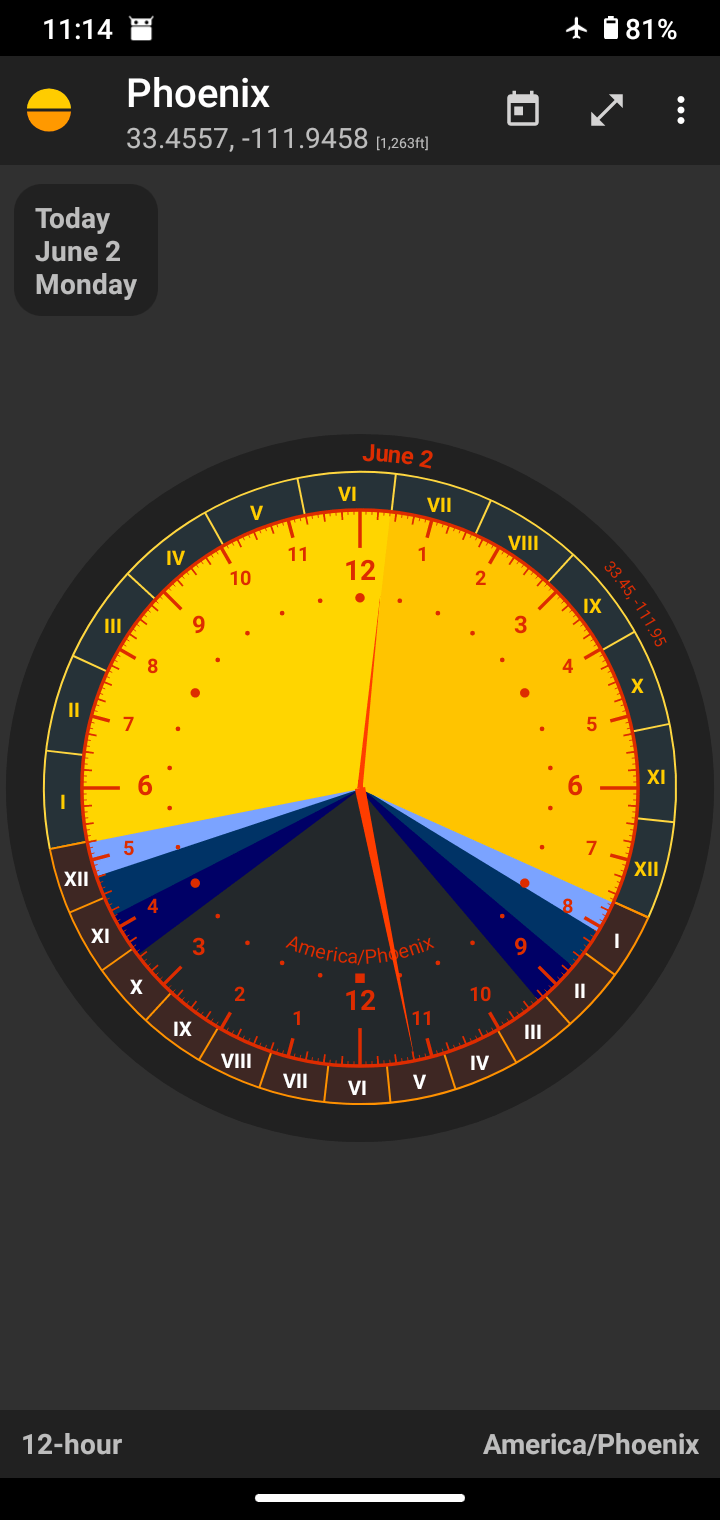 11:14 81%
Phoenix
33.4557, -111.9458 [1,263ft]
Today
June 2
Monday
June 2
33.45, -111.95
I II III IV V VI VII VIII IX X XI XII
I II III IV V VI VII VIII IX X XI XII
12 1 2 3 4 5 6 7 8 9 10 11
12 1 2 3 4 5 6 7 8 9 10 11
America/Phoenix
12-hour
America/Phoenix